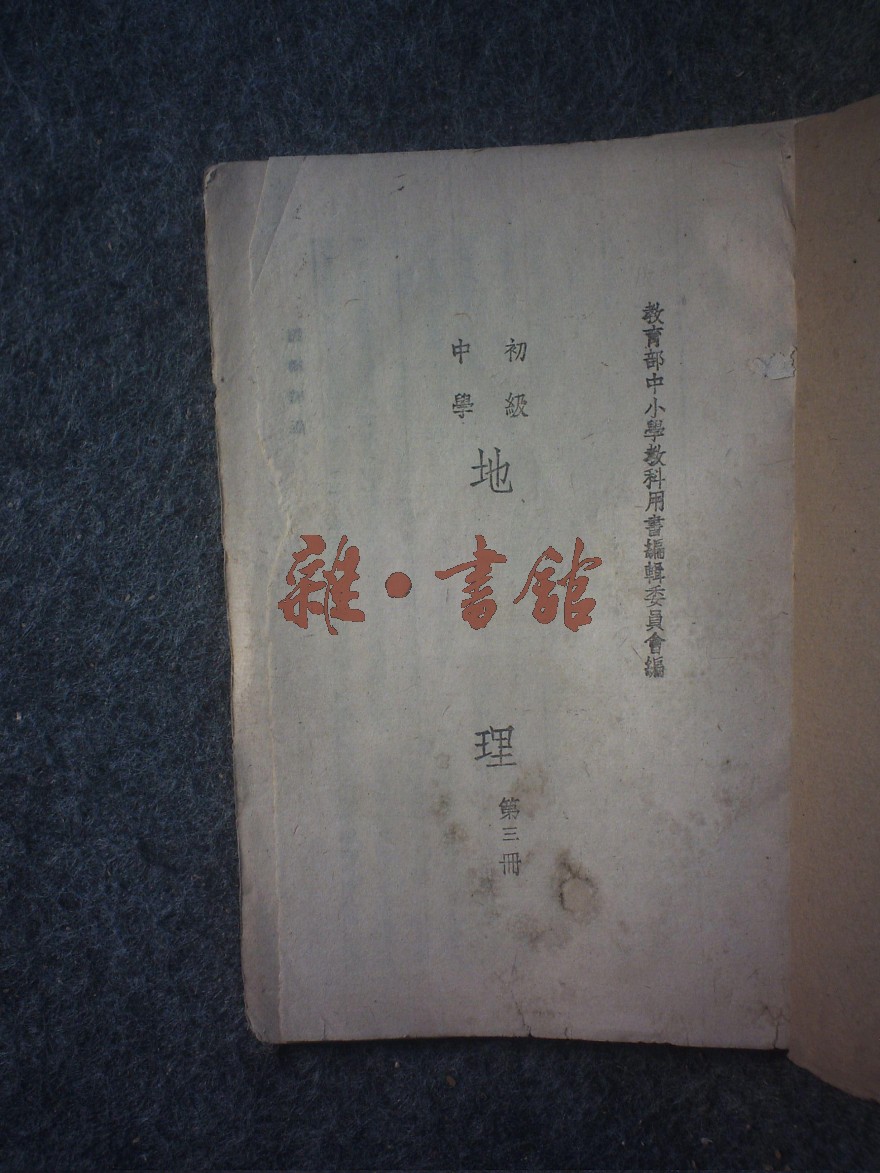 教育部中小學教科用書編輯委員會編
初級
中學
地理
第三冊
雜·書館